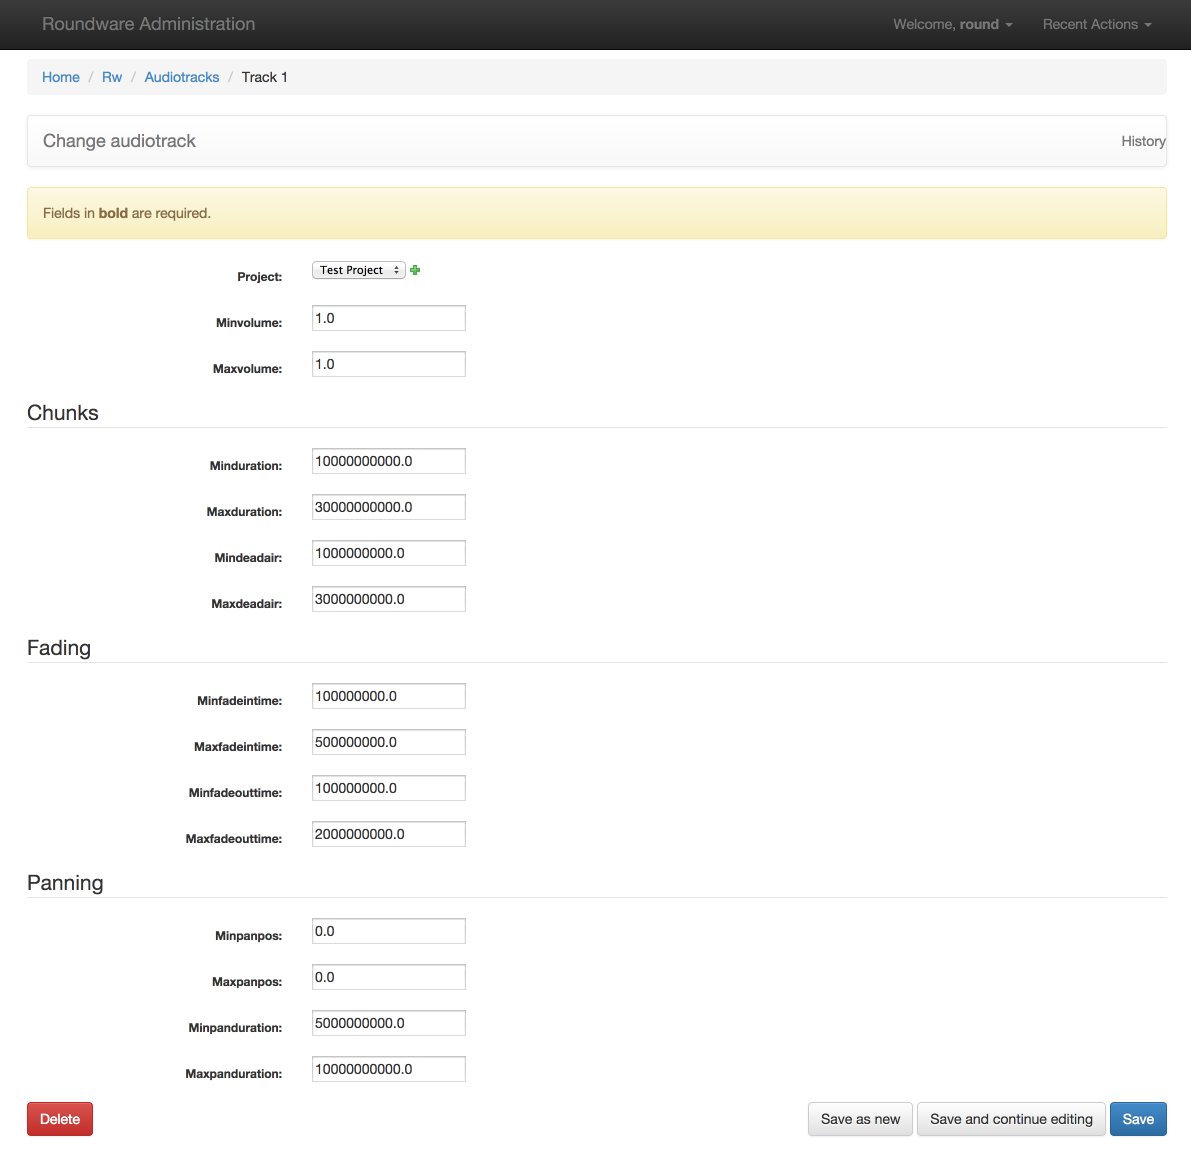 Roundware Administration Welcome, round Recent Actions
Home / Rw / Audiotracks / Track 1
Change audiotrack History
Fields in bold are required.
Project: Test Project
Minvolume: 1.0
Maxvolume: 1.0
Chunks
Minduration: 10000000000.0
Maxduration: 30000000000.0
Mindeadair: 1000000000.0
Maxdeadair: 3000000000.0
Fading
Minfadeintime: 100000000.0
Maxfadeintime: 500000000.0
Minfadeouttime: 100000000.0
Maxfadeouttime: 2000000000.0
Panning
Minpanpos: 0.0
Maxpanpos: 0.0
Minpanduration: 5000000000.0
Maxpanduration: 10000000000.0
Delete Save as new Save and continue editing Save